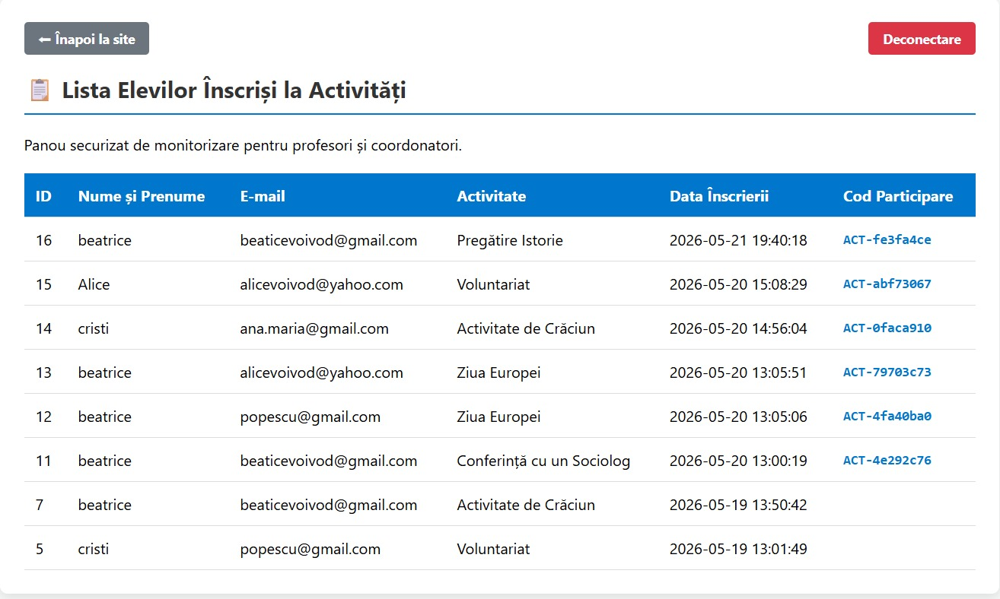 ⬅ Înapoi la site
Deconectare
📋 Lista Elevilor Înscriși la Activități
Panou securizat de monitorizare pentru profesori și coordonatori.
ID Nume și Prenume E-mail Activitate Data Înscrierii Cod Participare
16 beatrice beaticevoivod@gmail.com Pregătire Istorie 2026-05-21 19:40:18 ACT-fe3fa4ce
15 Alice alicevoivod@yahoo.com Voluntariat 2026-05-20 15:08:29 ACT-abf73067
14 cristi ana.maria@gmail.com Activitate de Crăciun 2026-05-20 14:56:04 ACT-0faca910
13 beatrice alicevoivod@yahoo.com Ziua Europei 2026-05-20 13:05:51 ACT-79703c73
12 beatrice popescu@gmail.com Ziua Europei 2026-05-20 13:05:06 ACT-4fa40ba0
11 beatrice beaticevoivod@gmail.com Conferință cu un Sociolog 2026-05-20 13:00:19 ACT-4e292c76
7 beatrice beaticevoivod@gmail.com Activitate de Crăciun 2026-05-19 13:50:42
5 cristi popescu@gmail.com Voluntariat 2026-05-19 13:01:49